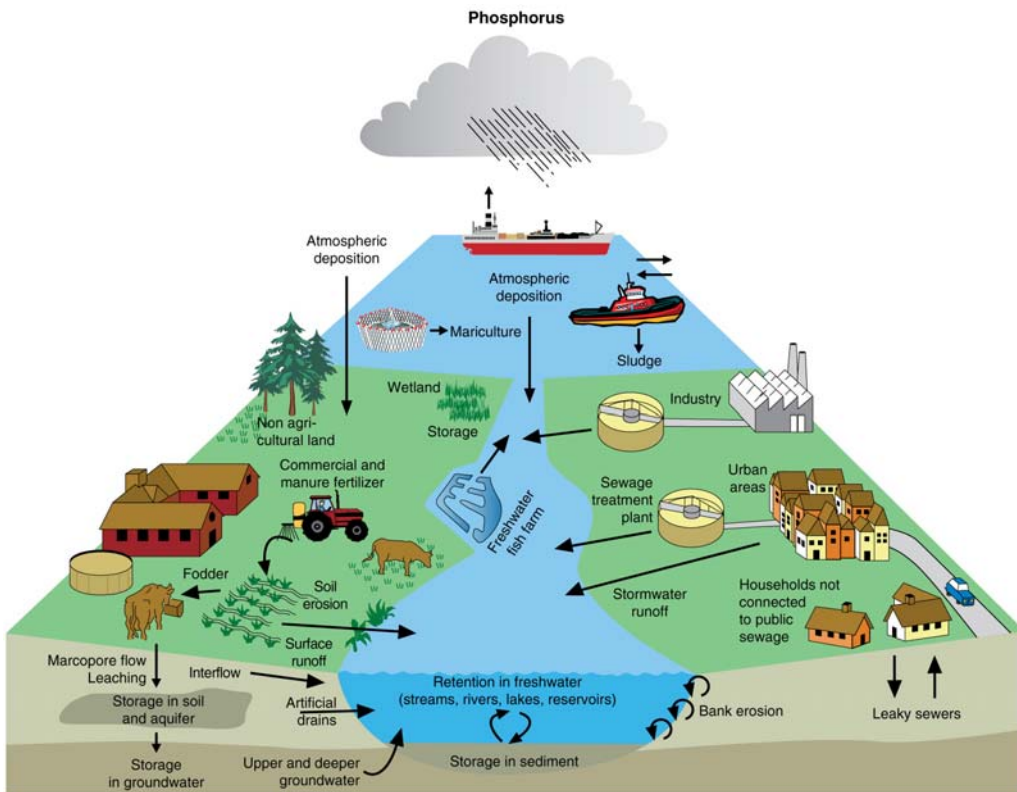 Phosphorus
Atmospheric
deposition
Atmospheric
deposition
Mariculture
Sludge
Wetland
Storage
Industry
Non agri-
cultural land
Commercial and
manure fertilizer
Urban
areas
Sewage
treatment
plant
Freshwater
fish farm
Fodder
Soil
erosion
Stormwater
runoff
Households not
connected
to public
sewage
Surface
runoff
Marcopore flow
Leaching
Interflow
Retention in freshwater
(streams, rivers, lakes, reservoirs)
Storage in soil
and aquifer
Artificial
drains
Bank erosion
Leaky sewers
Storage
in groundwater
Upper and deeper
groundwater
Storage in sediment